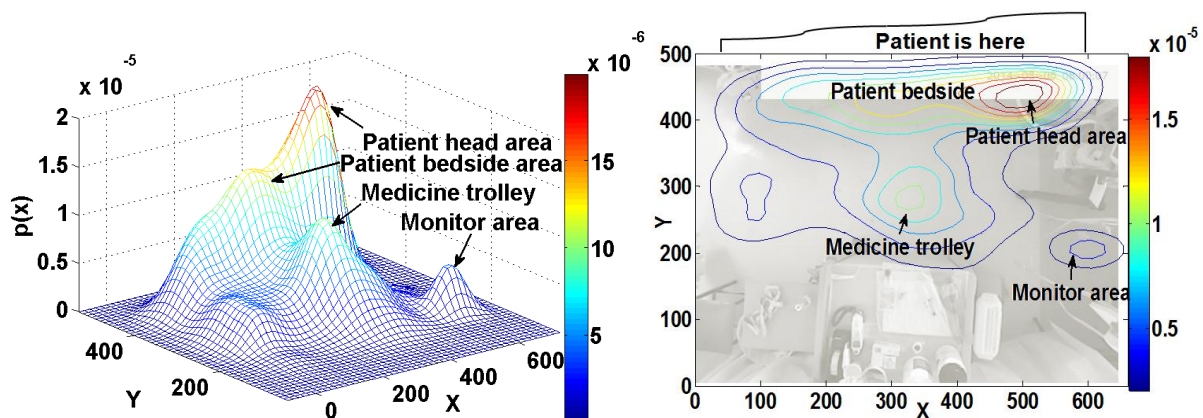 x 10-5
x 10-6
2
1.5
1
0.5
0
p(x)
Patient head area
Patient bedside area
Medicine trolley
Monitor area
400
200
Y
0
200
400
600
X
15
10
5
Patient is here
x 10-5
500
400
300
200
100
0
Y
Patient bedside
Patient head area
Medicine trolley
Monitor area
0
100
200
300
400
500
600
X
1.5
1
0.5